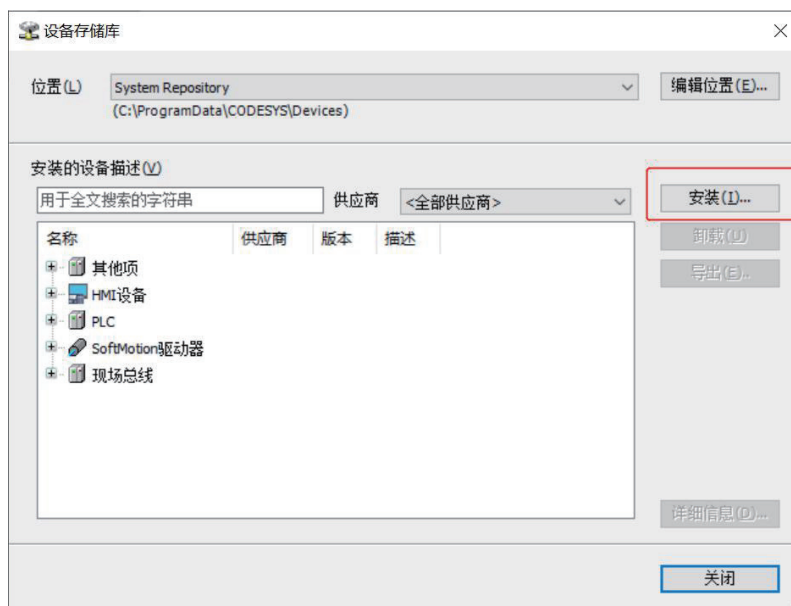 设备存储库
位置(L) System Repository 编辑位置(E)...
(C:\ProgramData\CODESYS\Devices)
安装的设备描述(V)
用于全文搜索的字符串 供应商 <全部供应商> 安装(I)...
名称 供应商 版本 描述 卸载(U)
其他项 导出(E)..
HMI设备
PLC
SoftMotion驱动器
现场总线
详细信息(D)...
关闭